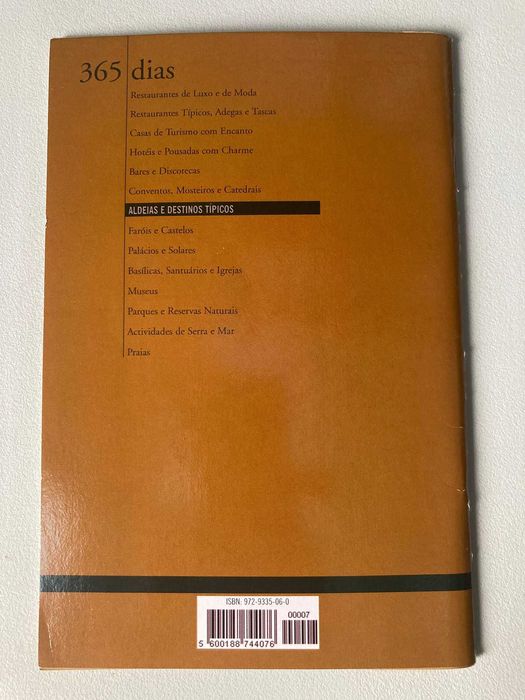 365 dias
Restaurantes de Luxo e de Moda
Restaurantes Típicos, Adegas e Tascas
Casas de Turismo com Encanto
Hotéis e Pousadas com Charme
Bares e Discotecas
Conventos, Mosteiros e Catedrais
ALDEIAS E DESTINOS TÍPICOS
Faróis e Castelos
Palácios e Solares
Basílicas, Santuários e Igrejas
Museus
Parques e Reservas Naturais
Actividades de Serra e Mar
Praias
ISBN: 972-9335-06-0
00007
5 600188 744076